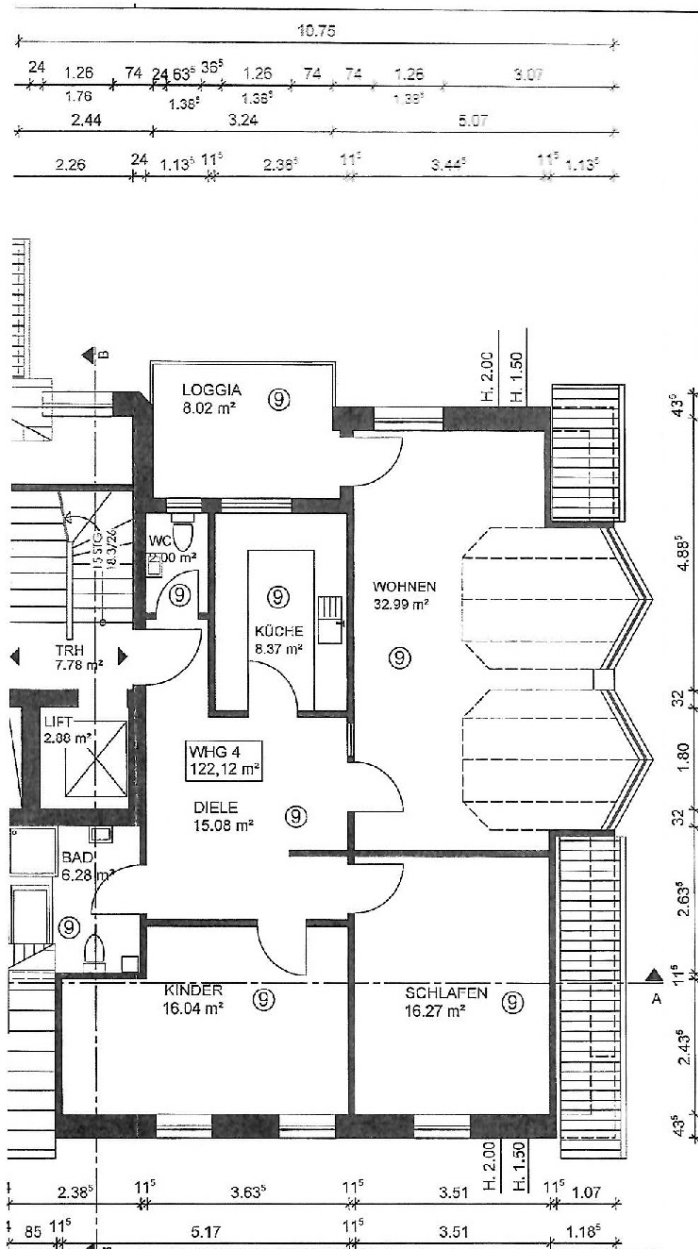 10.75
24 1.26 74 24 63⁵ 36⁵ 1.26 74 74 1.26 3.07
1.76 1.38⁵ 1.38⁵ 1.38⁵
2.44 3.24 5.07
2.26 24 1.13⁵ 11⁵ 2.38⁵ 11⁵ 3.44⁵ 11⁵ 1.13⁵
B
H. 2.00
H. 1.50
LOGGIA
8.02 m²
9
43⁵
15 STG
18.3/26
WC
2.00 m²
9
9
KÜCHE
8.37 m²
WOHNEN
32.99 m²
9
4.88⁵
TRH
7.78 m²
LIFT
2.88 m²
WHG 4
122,12 m²
DIELE
15.08 m²
9
32
1.80
32
BAD
6.28 m²
9
2.63⁵
KINDER
16.04 m²
9
SCHLAFEN
16.27 m²
9
11⁵
A
2.43⁵
43⁵
H. 2.00
H. 1.50
2.38⁵ 11⁵ 3.63⁵ 11⁵ 3.51 11⁵ 1.07
85 11⁵ 5.17 11⁵ 3.51 1.18⁵